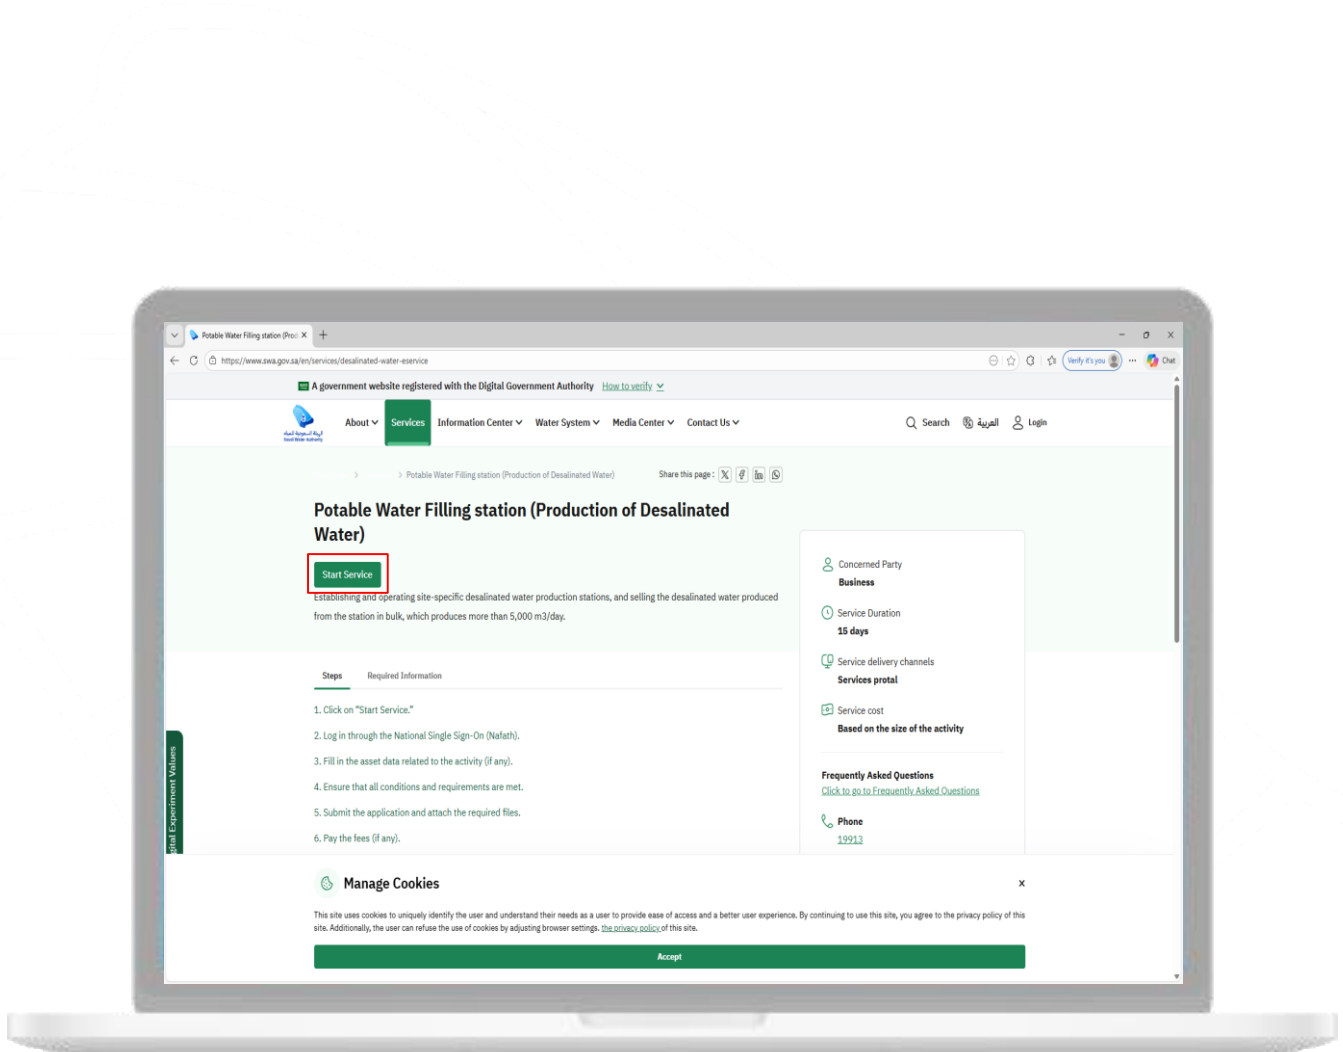 Potable Water Filling station (Prod
https://www.swa.gov.sa/en/services/desalinated-water-eservice
Verify it's you
Chat
A government website registered with the Digital Government Authority How to verify
الهيئة السعودية للمياه
Saudi Water Authority
About Services Information Center Water System Media Center Contact Us
Search العربية Login
> > Potable Water Filling station (Production of Desalinated Water)
Share this page :
Potable Water Filling station (Production of Desalinated
Water)
Start Service
Establishing and operating site-specific desalinated water production stations, and selling the desalinated water produced
from the station in bulk, which produces more than 5,000 m3/day.
Steps Required Information
1. Click on "Start Service."
2. Log in through the National Single Sign-On (Nafath).
3. Fill in the asset data related to the activity (if any).
4. Ensure that all conditions and requirements are met.
5. Submit the application and attach the required files.
6. Pay the fees (if any).
Concerned Party
Business
Service Duration
15 days
Service delivery channels
Services protal
Service cost
Based on the size of the activity
Frequently Asked Questions
Click to go to Frequently Asked Questions
Phone
19913
gital Experiment Values
Manage Cookies
x
This site uses cookies to uniquely identify the user and understand their needs as a user to provide ease of access and a better user experience. By continuing to use this site, you agree to the privacy policy of this
site. Additionally, the user can refuse the use of cookies by adjusting browser settings. the privacy policy of this site.
Accept